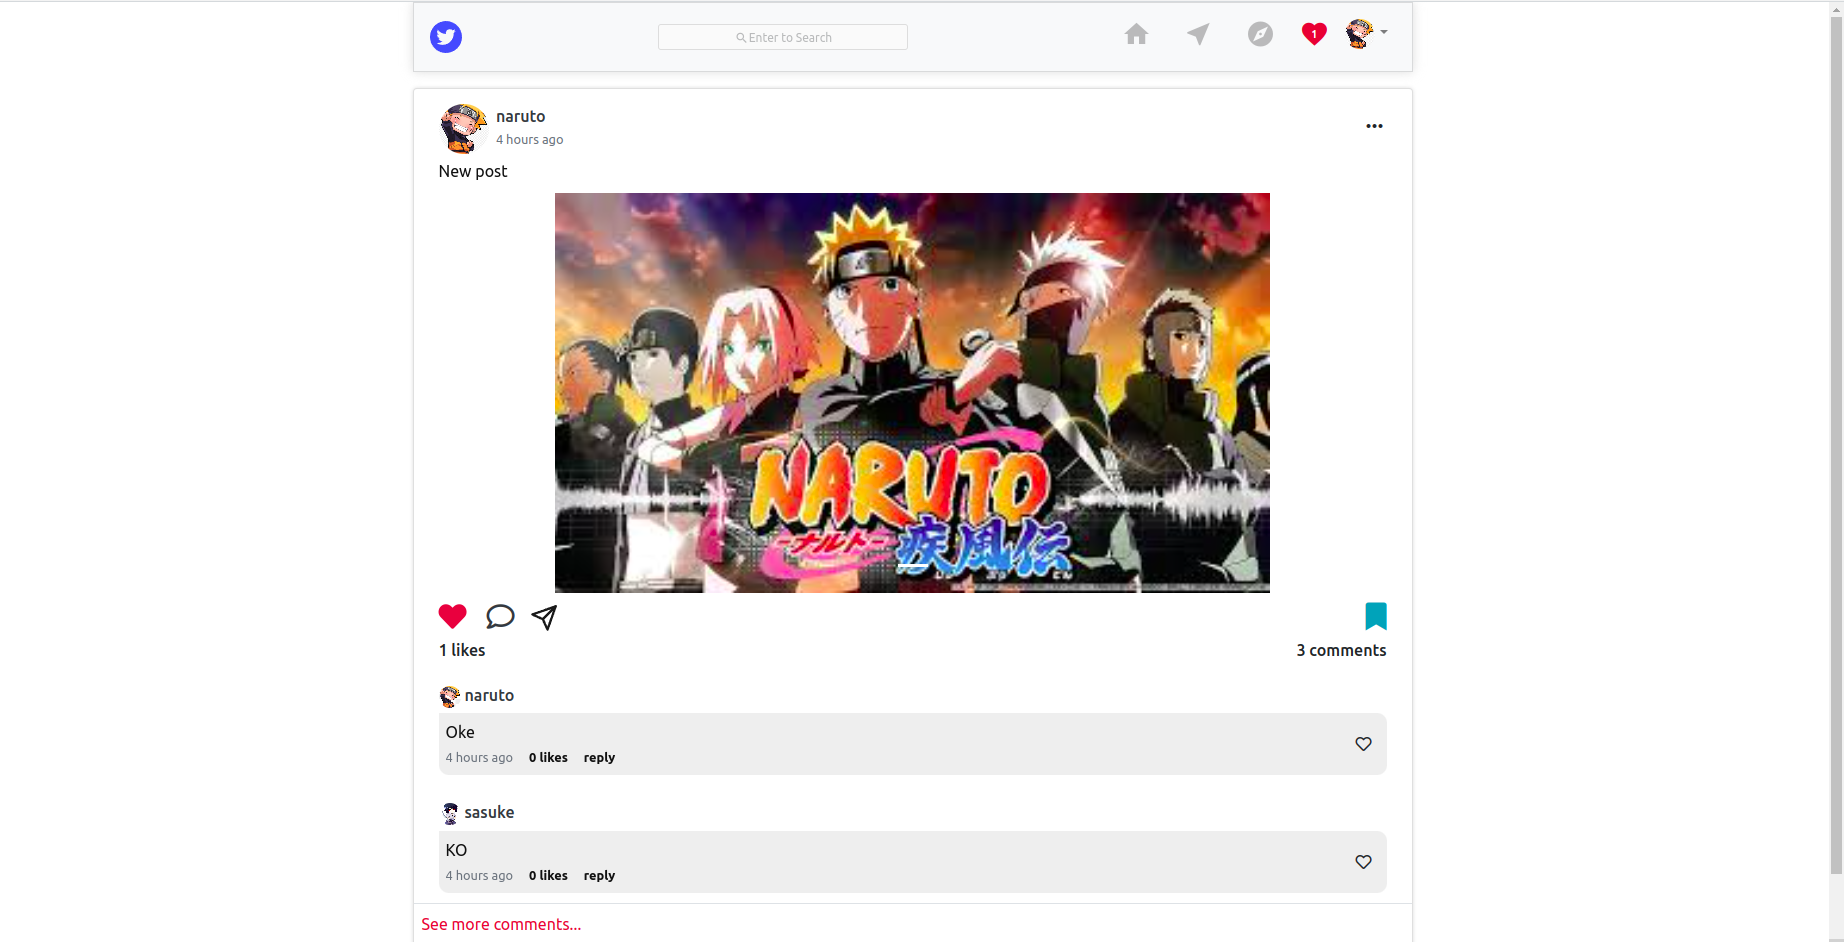 Enter to Search
1
naruto
4 hours ago
New post
NARUTO
-ナルト-
疾風伝
1 likes
3 comments
naruto
Oke
4 hours ago 0 likes reply
sasuke
KO
4 hours ago 0 likes reply
See more comments...